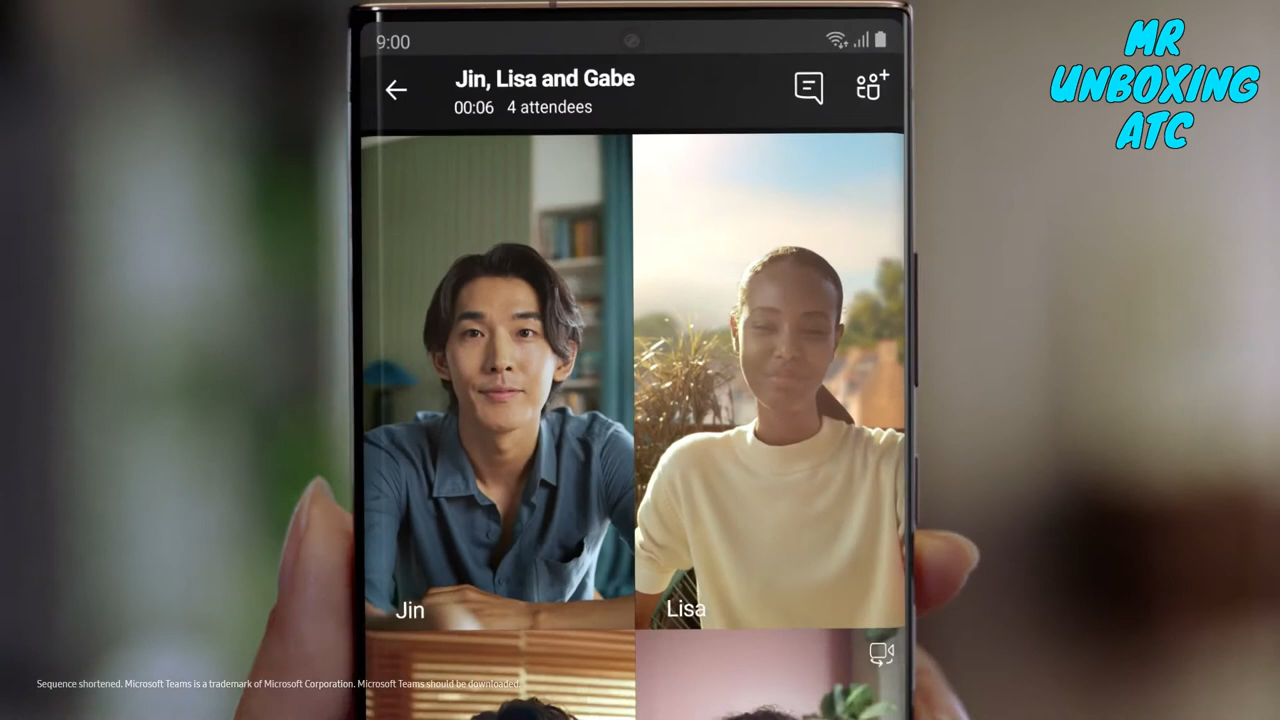 9:00
Jin, Lisa and Gabe
00:06 4 attendees
MR
UNBOXING
ATC
Jin
Lisa
Sequence shortened. Microsoft Teams is a trademark of Microsoft Corporation. Microsoft Teams should be downloaded.